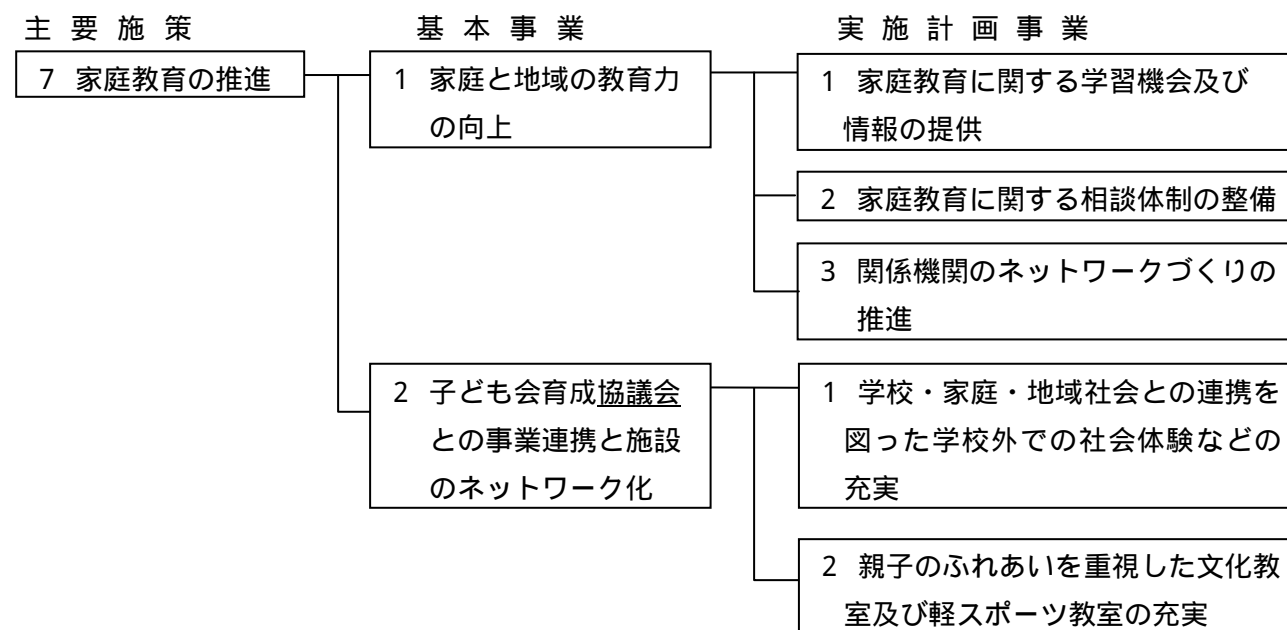 主要施策
基本事業
実施計画事業
7 家庭教育の推進
1 家庭と地域の教育力
の向上
1 家庭教育に関する学習機会及び
情報の提供
2 家庭教育に関する相談体制の整備
3 関係機関のネットワークづくりの
推進
2 子ども会育成協議会
との事業連携と施設
のネットワーク化
1 学校・家庭・地域社会との連携を
図った学校外での社会体験などの
充実
2 親子のふれあいを重視した文化教
室及び軽スポーツ教室の充実